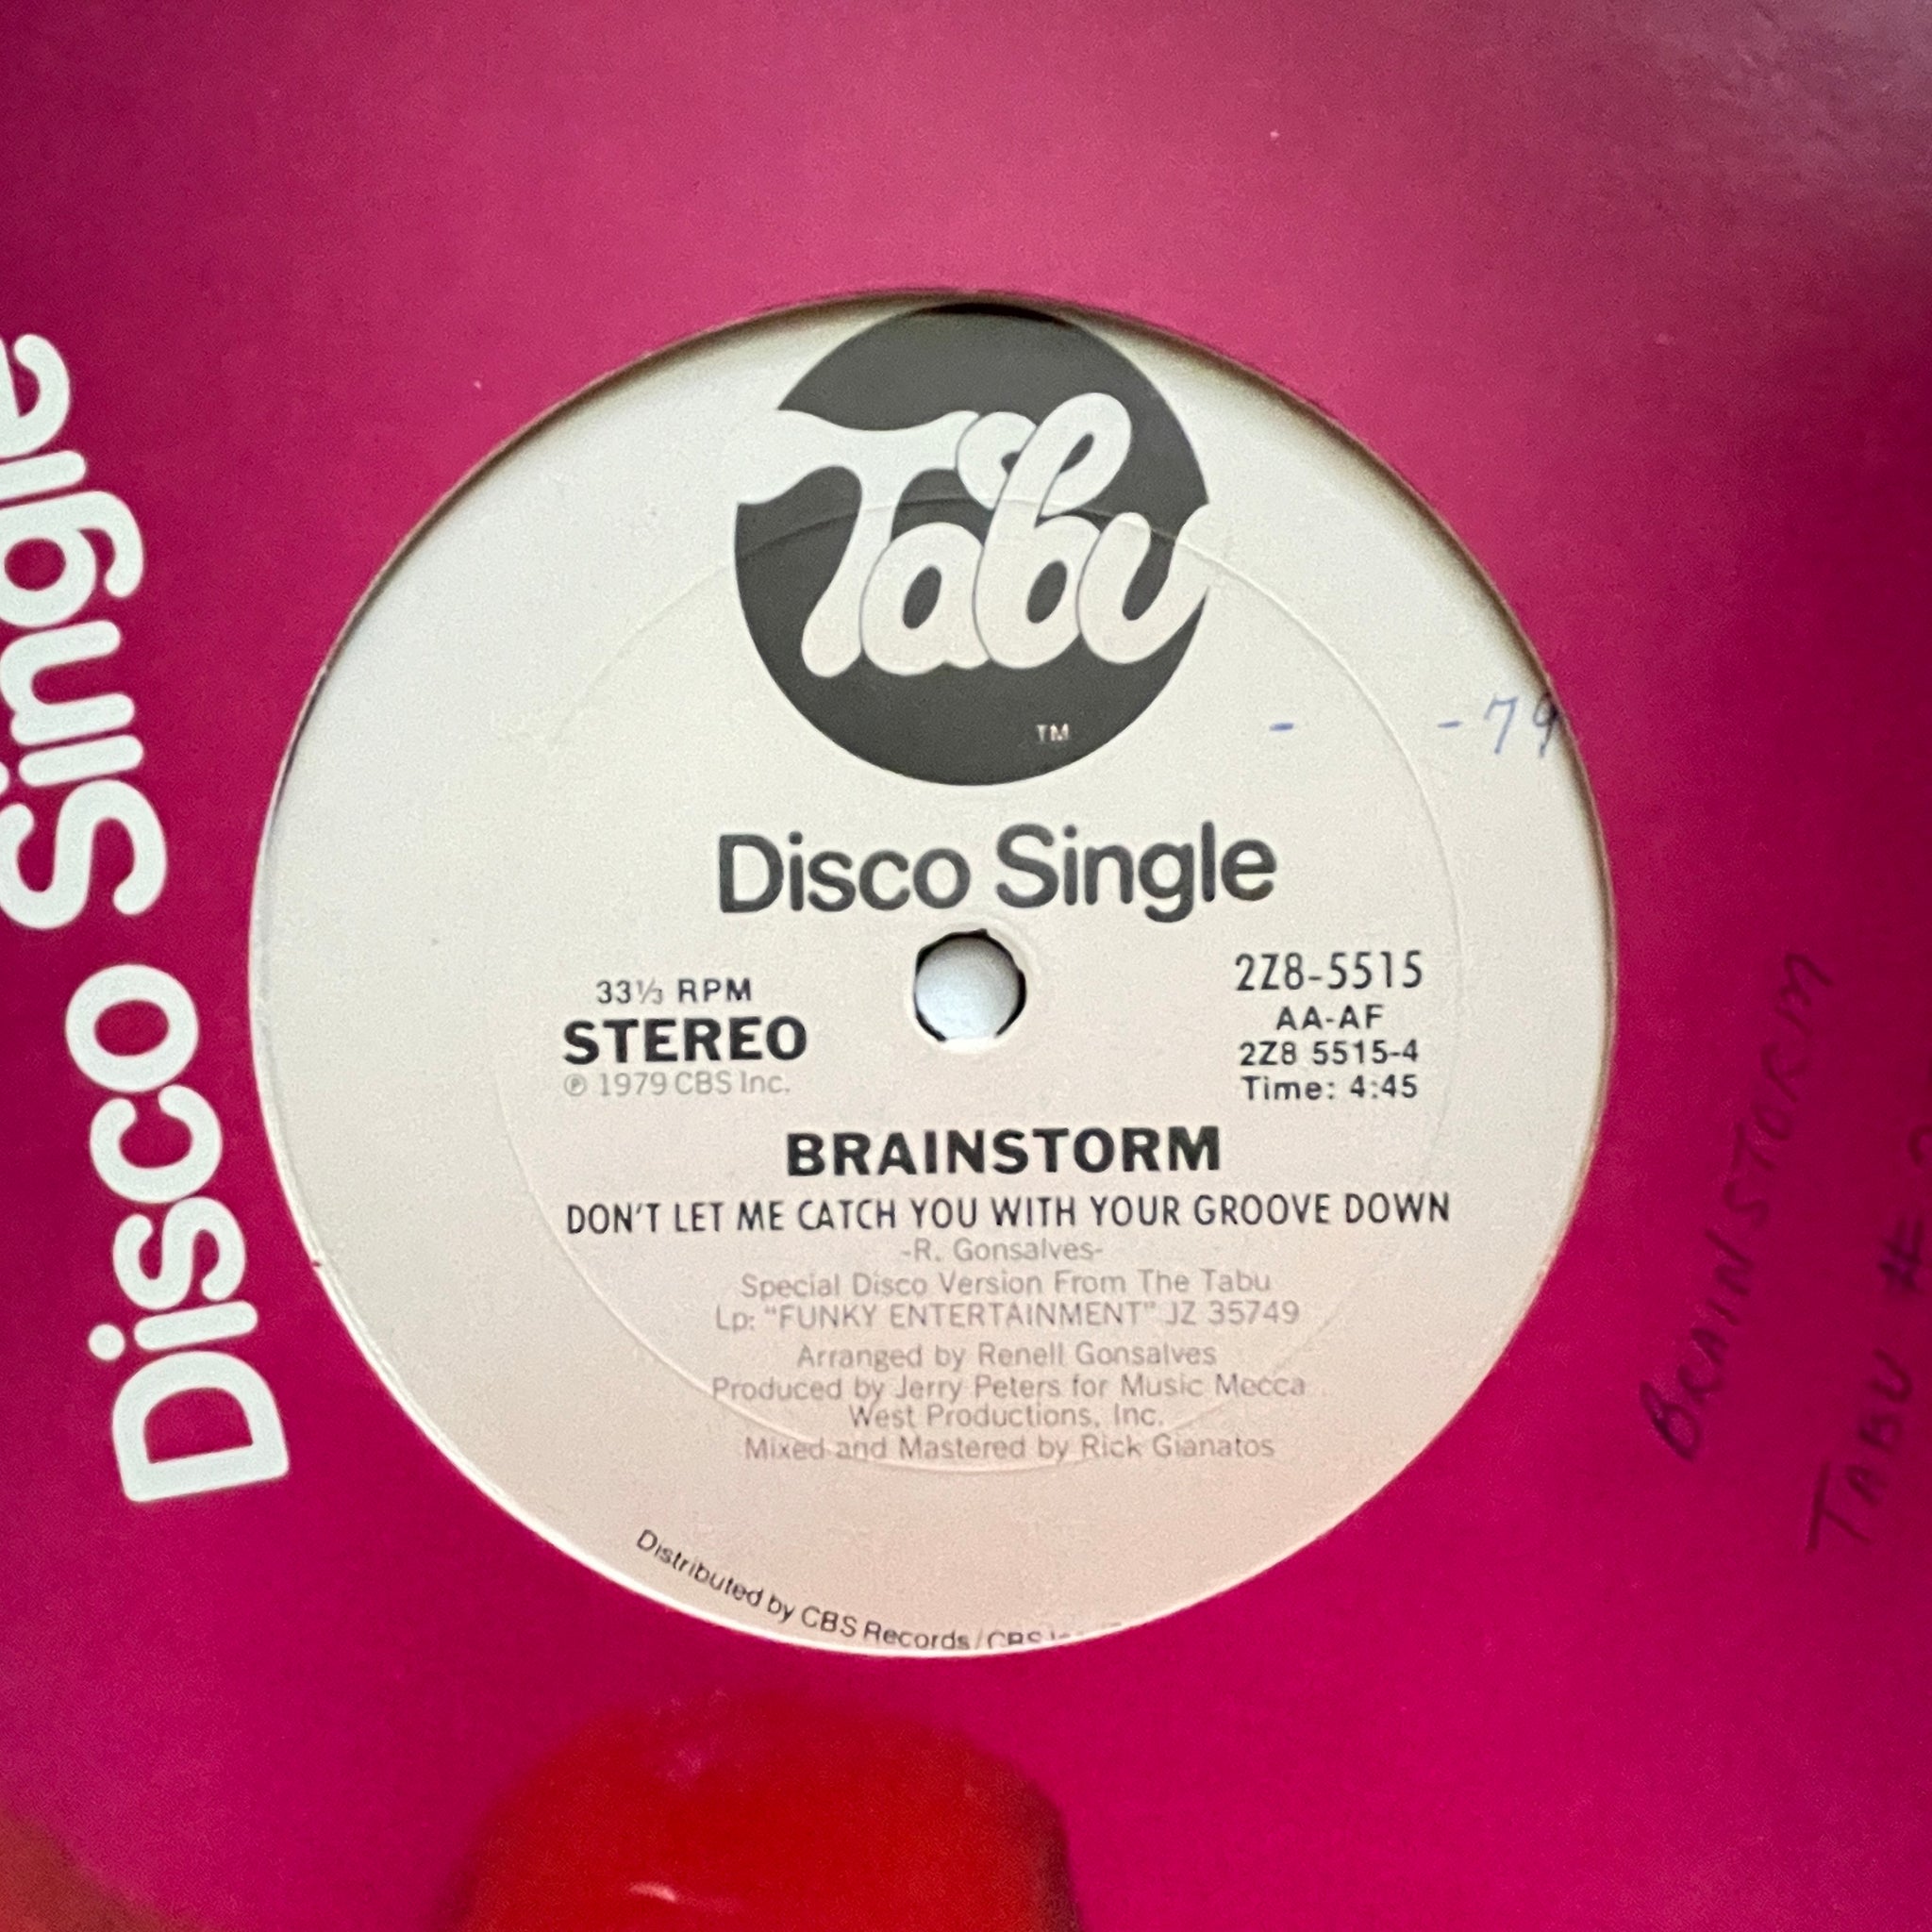 Disco Single
Tabu
TM
- -79
Disco Single
33⅓ RPM
STEREO
℗ 1979 CBS Inc.
2Z8-5515
AA-AF
2Z8 5515-4
Time: 4:45
BRAINSTORM
DON'T LET ME CATCH YOU WITH YOUR GROOVE DOWN
-R. Gonsalves-
Special Disco Version From The Tabu
Lp: "FUNKY ENTERTAINMENT" JZ 35749
Arranged by Renell Gonsalves
Produced by Jerry Peters for Music Mecca
West Productions, Inc.
Mixed and Mastered by Rick Gianatos
Distributed by CBS Records/CBS
BRAINSTORM
TABU #